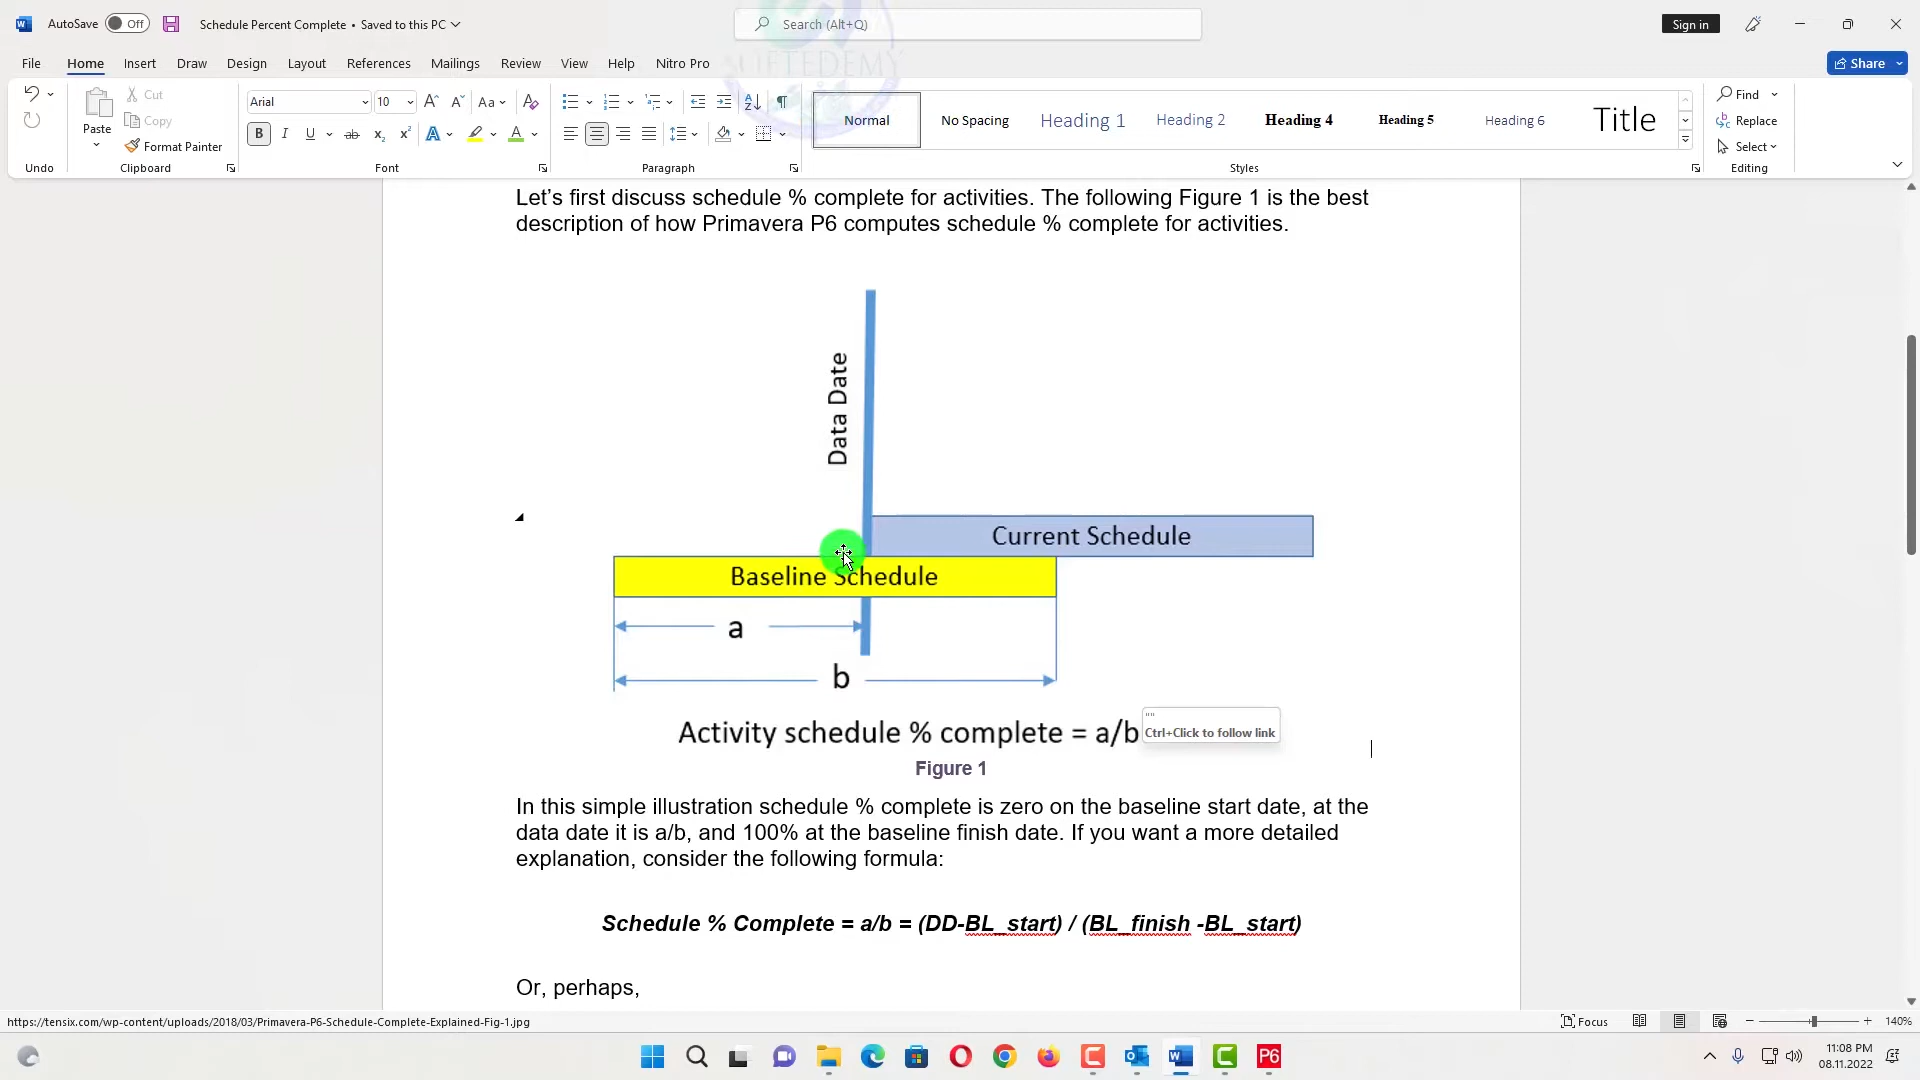 AutoSave Off Schedule Percent Complete • Saved to this PC Search (Alt+Q) Sign in
File Home Insert Draw Design Layout References Mailings Review View Help Nitro Pro Share
Paste Cut Copy Format Painter
Arial 10 Aa
B I U ab x₂ x² A A
Normal No Spacing Heading 1 Heading 2 Heading 4 Heading 5 Heading 6 Title
Find Replace Select
Undo Clipboard Font Paragraph Styles Editing
Let's first discuss schedule % complete for activities. The following Figure 1 is the best
description of how Primavera P6 computes schedule % complete for activities.
Data Date
Current Schedule
Baseline Schedule
a
b
Activity schedule % complete = a/b
""
Ctrl+Click to follow link
Figure 1
In this simple illustration schedule % complete is zero on the baseline start date, at the
data date it is a/b, and 100% at the baseline finish date. If you want a more detailed
explanation, consider the following formula:
Schedule % Complete = a/b = (DD-BL_start) / (BL_finish -BL_start)
Or, perhaps,
https://tensix.com/wp-content/uploads/2018/03/Primavera-P6-Schedule-Complete-Explained-Fig-1.jpg Focus 140%
P6 11:08 PM
08.11.2022